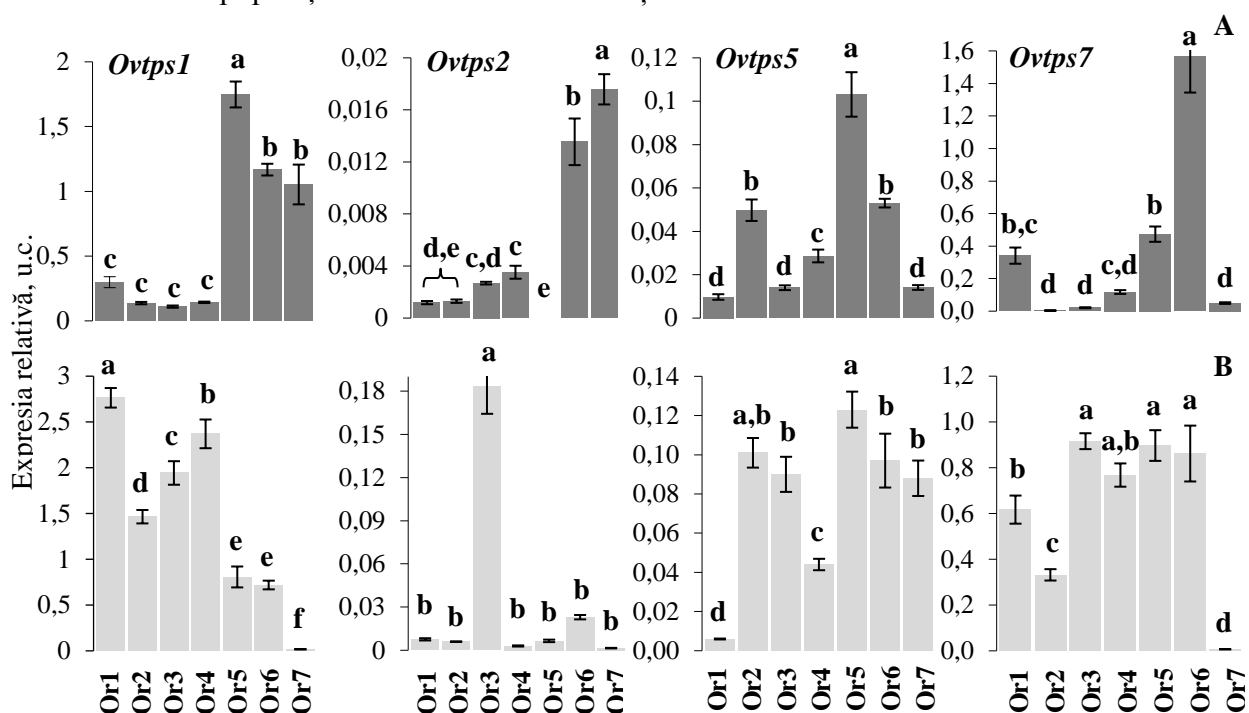 A
Expresia relativă, u.c.
Ovtps1
2
1,5
1
0,5
0
c
c
c
c
a
b
b
Ovtps2
0,02
0,016
0,012
0,008
0,004
0
d,e
c,d
c
e
b
a
Ovtps5
0,12
0,1
0,08
0,06
0,04
0,02
0
d
b
d
c
a
b
d
Ovtps7
1,6
1,4
1,2
1,0
0,8
0,6
0,4
0,2
0,0
b,c
d
d
c,d
b
a
d
B
3
2,5
2
1,5
1
0,5
0
a
d
c
b
e
e
f
Or1 Or2 Or3 Or4 Or5 Or6 Or7
0,18
0,15
0,12
0,09
0,06
0,03
0
b
b
a
b
b
b
b
Or1 Or2 Or3 Or4 Or5 Or6 Or7
0,14
0,12
0,10
0,08
0,06
0,04
0,02
0,00
d
a,b
b
c
a
b
b
Or1 Or2 Or3 Or4 Or5 Or6 Or7
1,2
1,0
0,8
0,6
0,4
0,2
0,0
b
c
a
a,b
a
a
d
Or1 Or2 Or3 Or4 Or5 Or6 Or7